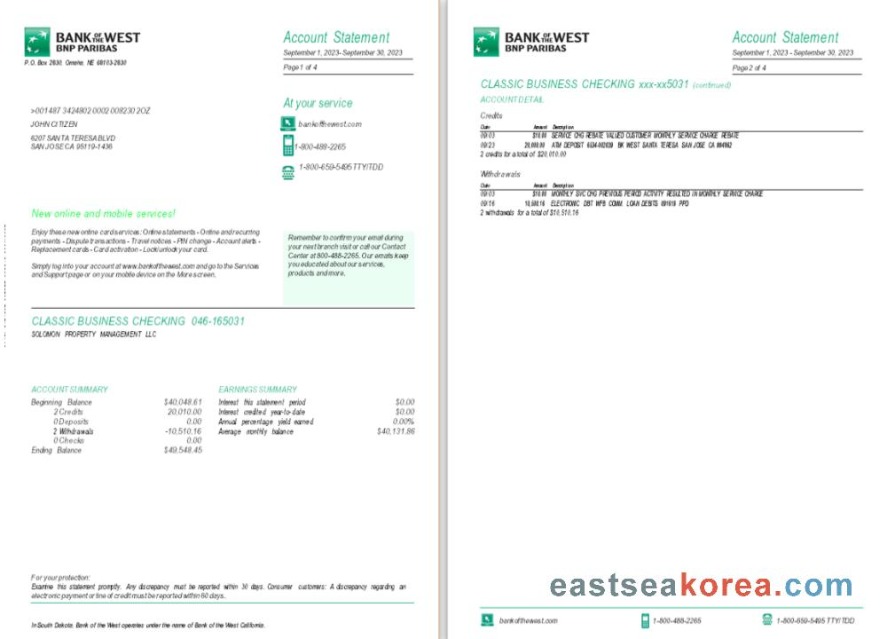 BANK OF THE WEST
BNP PARIBAS
P.O. Box 2830, Omaha, NE 68103-2830
Account Statement
September 1, 2023- September 30, 2023
Page 1 of 4
>001487 3424802 0002 008230 2OZ
JOHN CITIZEN
6207 SANTA TERESA BLVD
SAN JOSE CA 95119-1436
At your service
bankofthewest.com
1-800-488-2265
1-800-659-5495 TTY/TDD
New online and mobile services!
Enjoy these new online card services: Online statements - Online and recurring
payments - Dispute transactions - Travel notices - PIN change - Account alerts -
Replacement cards - Card activation - Lock/unlock your card.
Simply log into your account at www.bankofthewest.com and go to the Services
and Support page or on your mobile device on the More screen.
Remember to confirm your email during
your next branch visit or call our Contact
Center at 800-488-2265. Our emails keep
you educated about our services,
products and more.
CLASSIC BUSINESS CHECKING 046-165031
SOLOMON PROPERTY MANAGEMENT LLC
ACCOUNT SUMMARY
Beginning Balance $40,048.61
2 Credits 20,010.00
0 Deposits 0.00
2 Withdrawals -10,510.16
0 Checks 0.00
Ending Balance $49,548.45
EARNINGS SUMMARY
Interest this statement period $0.00
Interest credited year-to-date $0.00
Annual percentage yield earned 0.00%
Average monthly balance $40,131.86
For your protection:
Examine this statement promptly. Any discrepancy must be reported within 30 days. Consumer customers: A discrepancy regarding an
electronic payment or line of credit must be reported within 60 days.
In South Dakota, Bank of the West operates under the name of Bank of the West California.
BANK OF THE WEST
BNP PARIBAS
Account Statement
September 1, 2023 - September 30, 2023
Page 2 of 4
CLASSIC BUSINESS CHECKING xxx-xx5031 (continued)
ACCOUNT DETAIL
Credits
Date Amount Description
09/03 $10.00 SERVICE CHG REBATE VALUED CUSTOMER MONTHLY SERVICE CHARGE REBATE
09/23 20,000.00 ATM DEPOSIT BK WEST SANTA TERESA SAN JOSE CA
2 credits for a total of $20,010.00
Withdrawals
Date Amount Description
09/03 $10.00 MONTHLY SVC CHG PREVIOUS PERIOD ACTIVITY RESULTED IN MONTHLY SERVICE CHARGE
09/16 10,500.16 ELECTRONIC DBT WFB COMM. LOAN DEBITS 091619 PPD
2 withdrawals for a total of $10,510.16
eastseakorea.com
bankofthewest.com
1-800-488-2265
1-800-659-5495 TTY/TDD